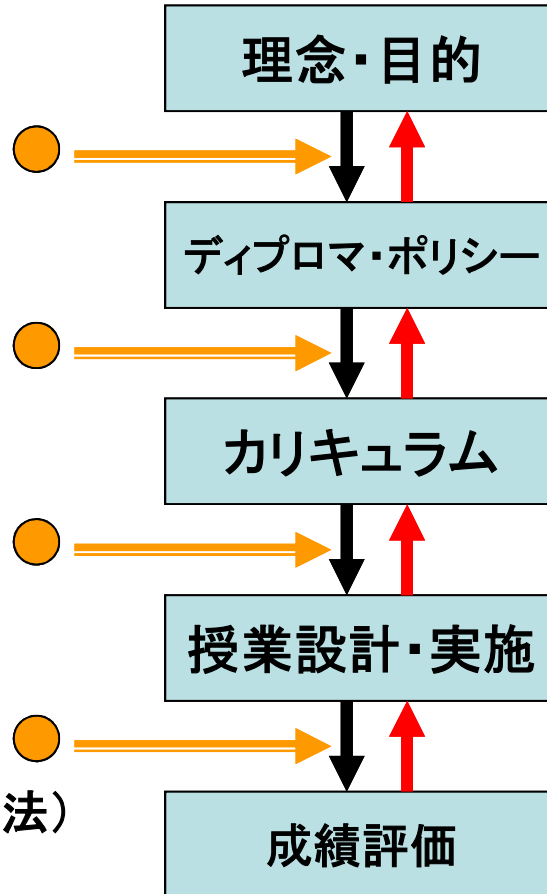 理念・目的
ディプロマ・ポリシー
カリキュラム
授業設計・実施
法）
成績評価